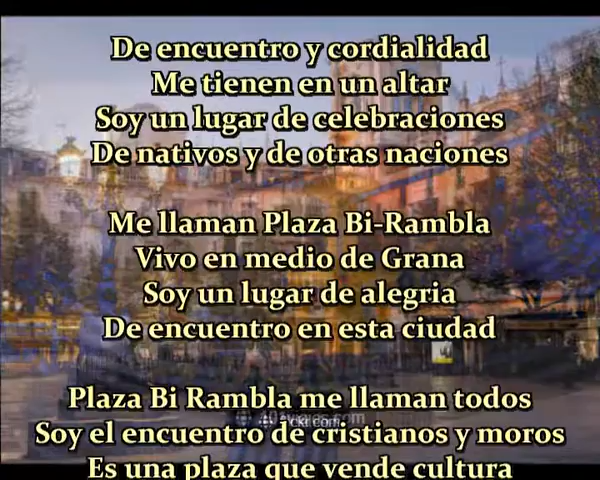 De encuentro y cordialidad
Me tienen en un altar
Soy un lugar de celebraciones
De nativos y de otras naciones
Me llaman Plaza Bi-Rambla
Vivo en medio de Grana
Soy un lugar de alegria
De encuentro en esta ciudad
Plaza Bi Rambla me llaman todos
Soy el encuentro de cristianos y moros
Es una plaza que vende cultura